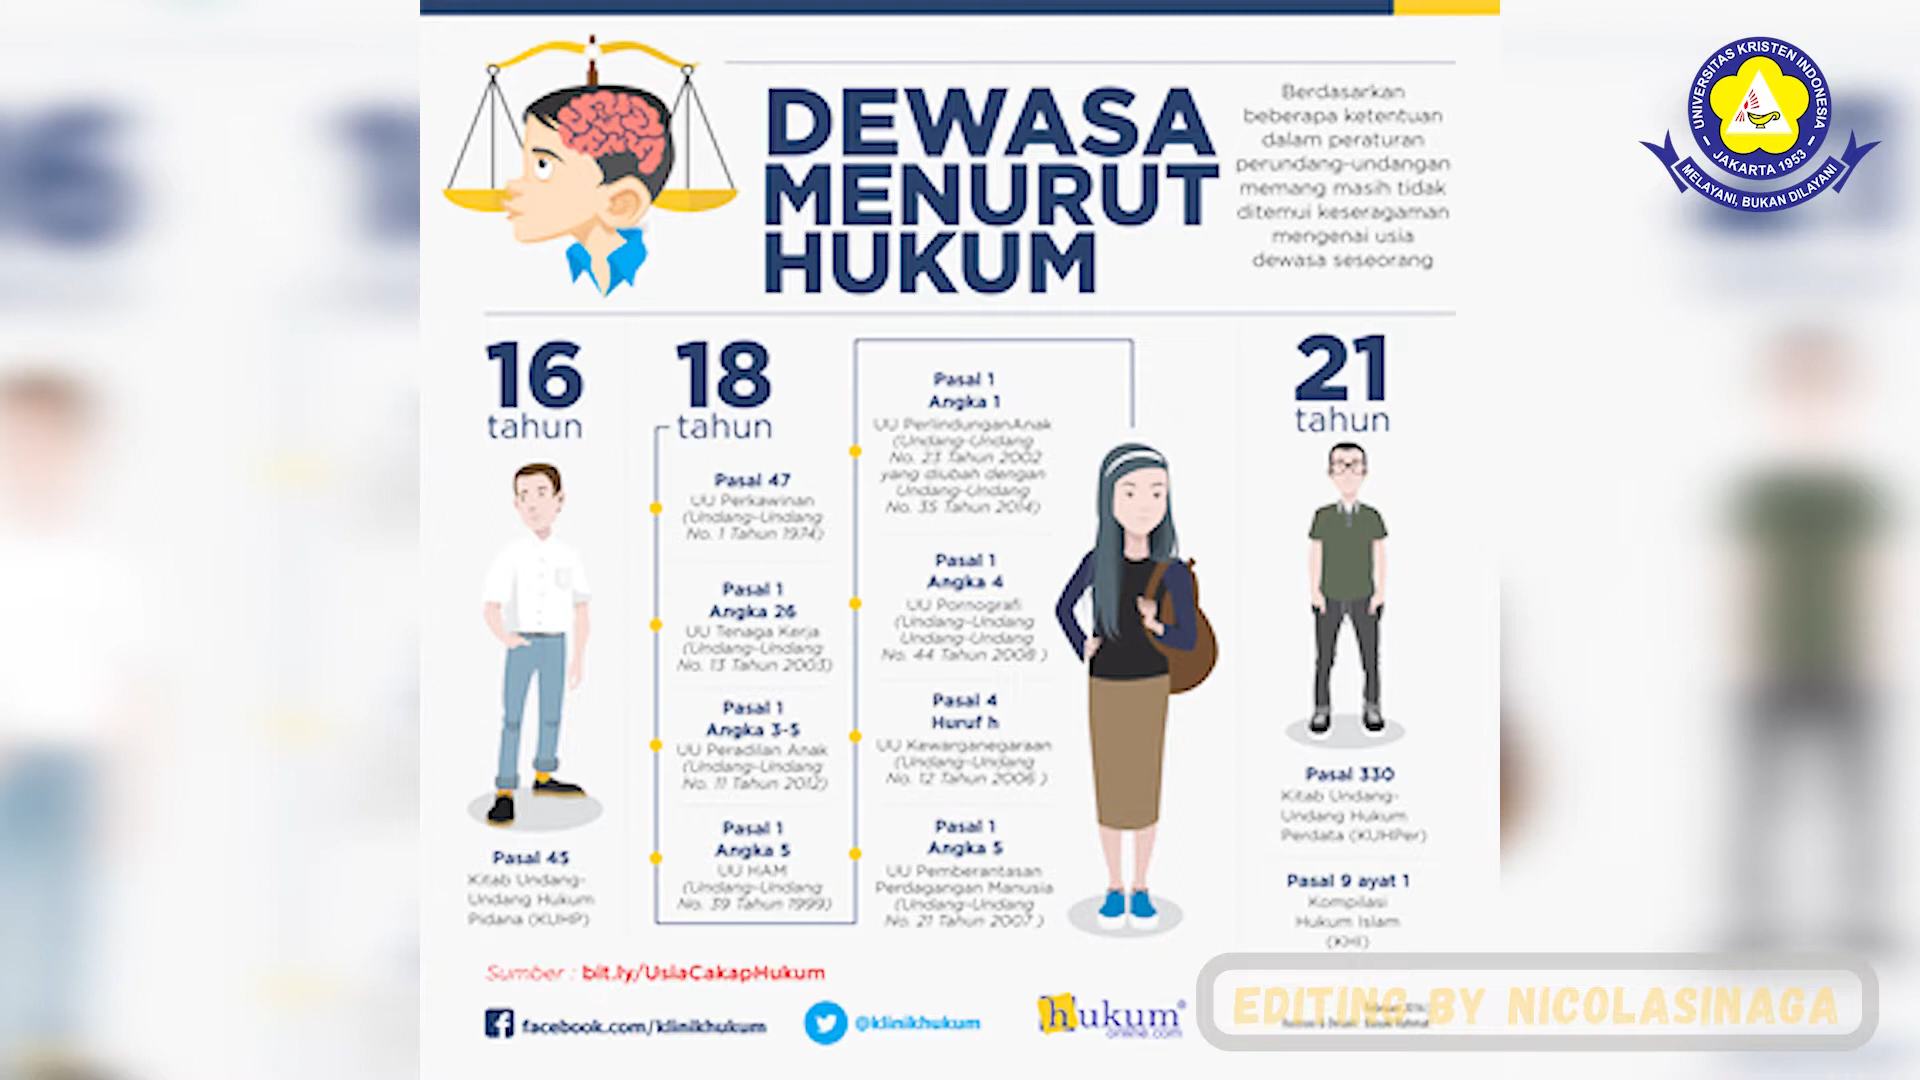 DEWASA
MENURUT
HUKUM
Berdasarkan
beberapa ketentuan
dalam peraturan
perundang-undangan
memang masih tidak
ditemui keseragaman
mengenai usia
dewasa seseorang
UNIVERSITAS KRISTEN INDONESIA
JAKARTA 1953
MELAYANI, BUKAN DILAYANI
16
tahun
Pasal 45
Kitab Undang-
Undang Hukum
Pidana (KUHP)
18
tahun
Pasal 47
UU Perkawinan
(Undang-Undang
No. 1 Tahun 1974)
Pasal 1
Angka 26
UU Tenaga Kerja
(Undang-Undang
No. 13 Tahun 2003)
Pasal 1
Angka 3-5
UU Peradilan Anak
(Undang-Undang
No. 11 Tahun 2012)
Pasal 1
Angka 5
UU HAM
(Undang-Undang
No. 39 Tahun 1999)
Pasal 1
Angka 1
UU PerlindunganAnak
(Undang-Undang
No. 23 Tahun 2002
yang diubah dengan
Undang-Undang
No. 35 Tahun 2014)
Pasal 1
Angka 4
UU Pornografi
(Undang-Undang
Undang-Undang
No. 44 Tahun 2008 )
Pasal 4
Huruf h
UU Kewarganegaraan
(Undang-Undang
No. 12 Tahun 2006 )
Pasal 1
Angka 5
UU Pemberantasan
Perdagangan Manusia
(Undang-Undang
No. 21 Tahun 2007 )
21
tahun
Pasal 330
Kitab Undang-
Undang Hukum
Perdata (KUHPer)
Pasal 9 ayat 1
Kompilasi
Hukum Islam
(KHI)
Sumber : bit.ly/UsiaCakapHukum
facebook.com/klinikhukum
@klinikhukum
hukum
online.com
EDITING BY NICOLASINAGA